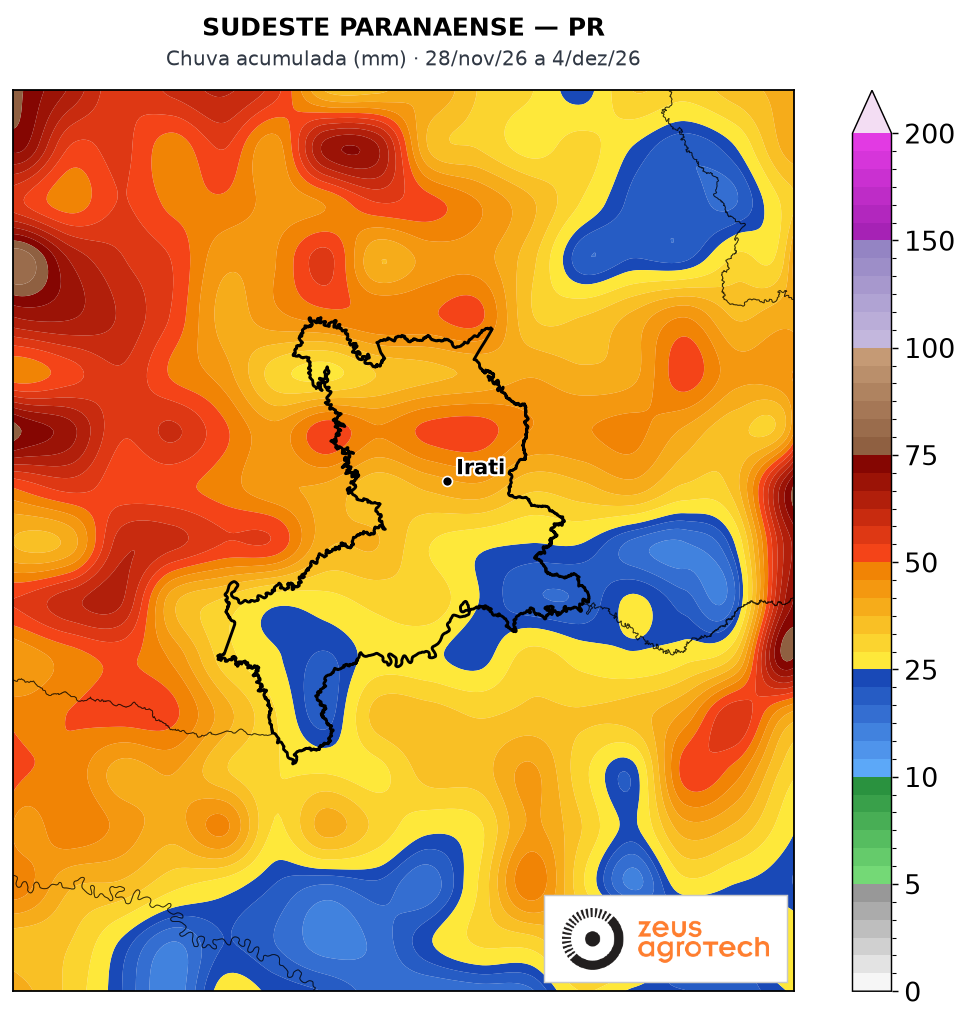 SUDESTE PARANAENSE — PR
Chuva acumulada (mm) · 28/nov/26 a 4/dez/26
200
150
100
75
50
25
10
5
0
Irati
zeus
agrotech